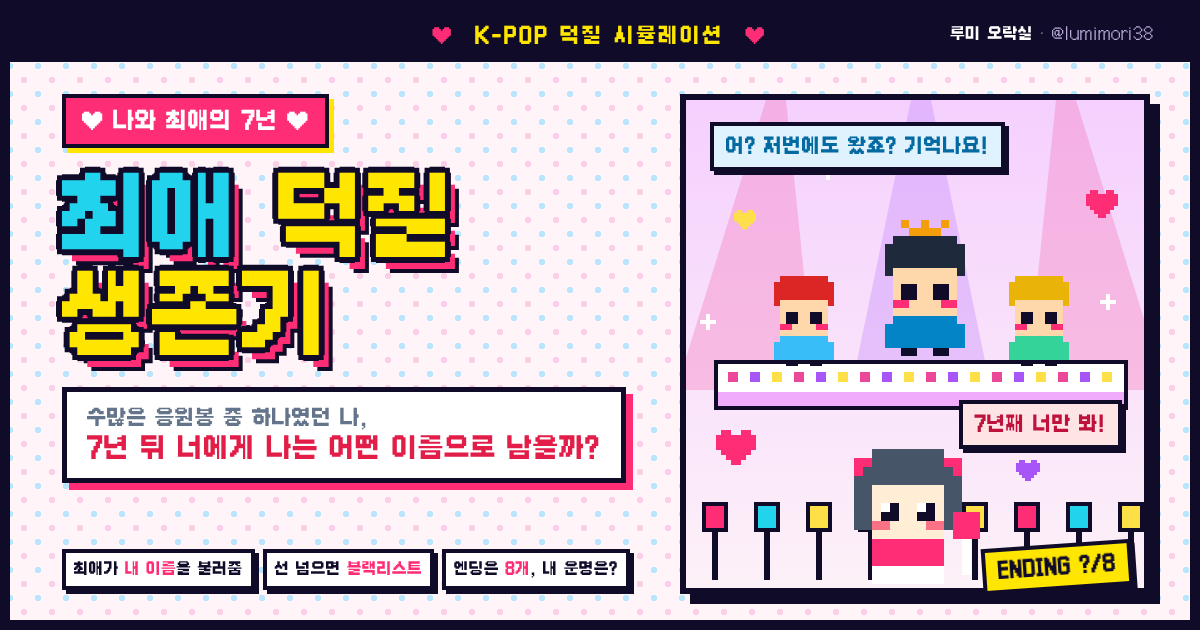 K-POP 덕질 시뮬레이션
루미 오락실 · @lumimori38
나와 최애의 7년
최애 덕질
생존기
수많은 응원봉 중 하나였던 나,
7년 뒤 너에게 나는 어떤 이름으로 남을까?
최애가 내 이름을 불러줌
선 넘으면 블랙리스트
엔딩은 8개, 내 운명은?
어? 저번에도 왔죠? 기억나요!
7년째 너만 봐!
ENDING ?/8